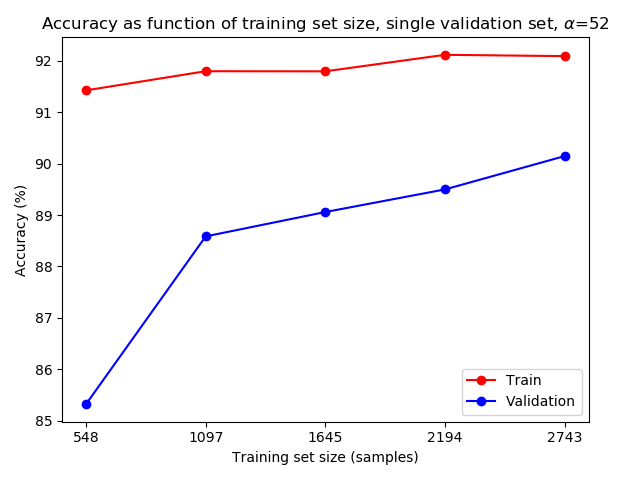 Accuracy as function of training set size, single validation set, α=52
Accuracy (%)
92
91
90
89
88
87
86
85
548 1097 1645 2194 2743
Training set size (samples)
Train
Validation